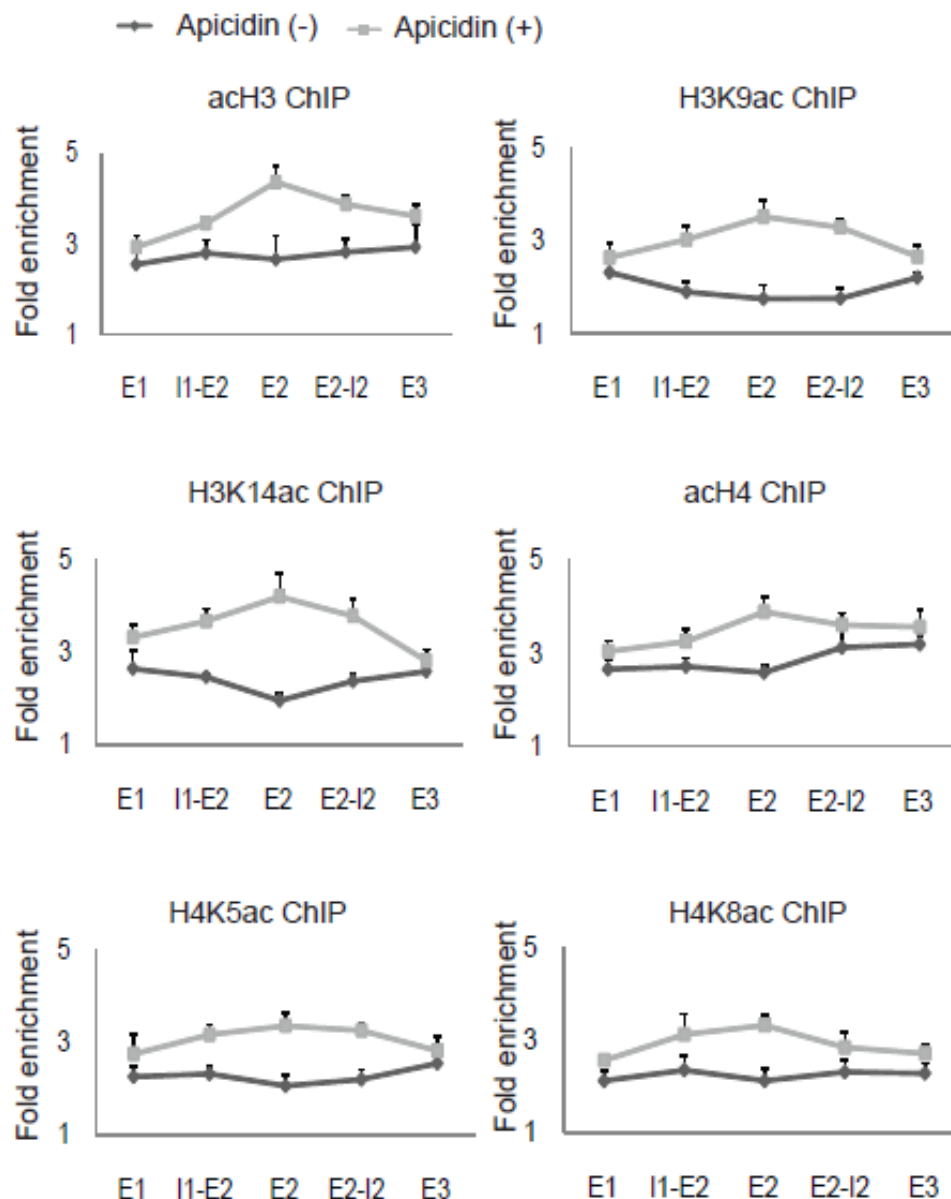 Apicidin (-) Apicidin (+)
acH3 ChIP
Fold enrichment
5
3
1
E1 I1-E2 E2 E2-I2 E3
H3K9ac ChIP
Fold enrichment
5
3
1
E1 I1-E2 E2 E2-I2 E3
H3K14ac ChIP
Fold enrichment
5
3
1
E1 I1-E2 E2 E2-I2 E3
acH4 ChIP
Fold enrichment
5
3
1
E1 I1-E2 E2 E2-I2 E3
H4K5ac ChIP
Fold enrichment
5
3
1
E1 I1-E2 E2 E2-I2 E3
H4K8ac ChIP
Fold enrichment
5
3
1
E1 I1-E2 E2 E2-I2 E3